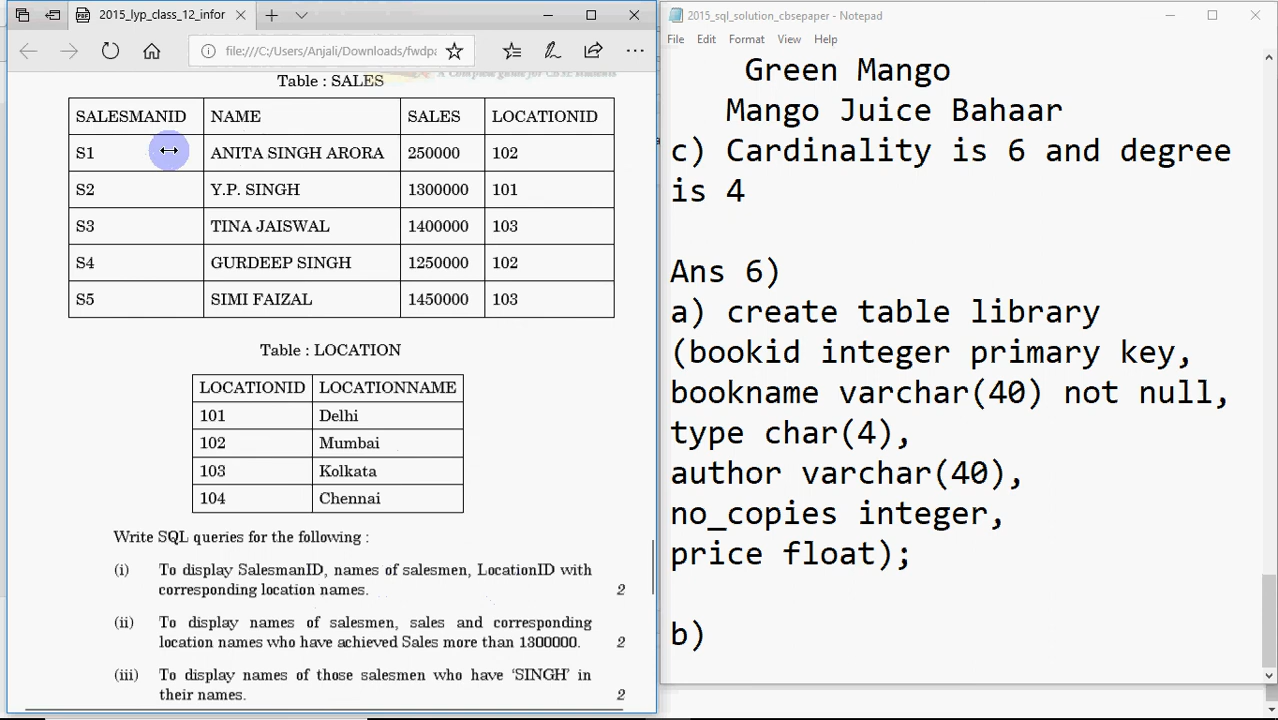 2015_lyp_class_12_infor
file:///C:/Users/Anjali/Downloads/fwdpa
A Complete guide for CBSE students
Table : SALES
SALESMANID NAME SALES LOCATIONID
S1 ANITA SINGH ARORA 250000 102
S2 Y.P. SINGH 1300000 101
S3 TINA JAISWAL 1400000 103
S4 GURDEEP SINGH 1250000 102
S5 SIMI FAIZAL 1450000 103
Table : LOCATION
LOCATIONID LOCATIONNAME
101 Delhi
102 Mumbai
103 Kolkata
104 Chennai
Write SQL queries for the following :
(i) To display SalesmanID, names of salesmen, LocationID with
corresponding location names. 2
(ii) To display names of salesmen, sales and corresponding
location names who have achieved Sales more than 1300000. 2
(iii) To display names of those salesmen who have ‘SINGH’ in
their names. 2
2015_sql_solution_cbsepaper - Notepad
File Edit Format View Help
Green Mango
Mango Juice Bahaar
c) Cardinality is 6 and degree
is 4
Ans 6)
a) create table library
(bookid integer primary key,
bookname varchar(40) not null,
type char(4),
author varchar(40),
no_copies integer,
price float);
b)